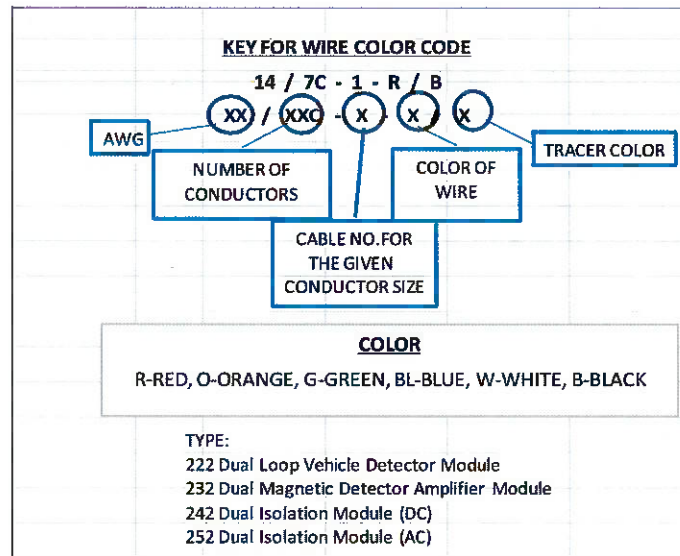 KEY FOR WIRE COLOR CODE
14 / 7C - 1 - R / B
XX / XXC - X - X / X
AWG
NUMBER OF
CONDUCTORS
COLOR OF
WIRE
TRACER COLOR
CABLE NO.FOR
THE GIVEN
CONDUCTOR SIZE
COLOR
R-RED, O-ORANGE, G-GREEN, BL-BLUE, W-WHITE, B-BLACK
TYPE:
222 Dual Loop Vehicle Detector Module
232 Dual Magnetic Detector Amplifier Module
242 Dual Isolation Module (DC)
252 Dual Isolation Module (AC)